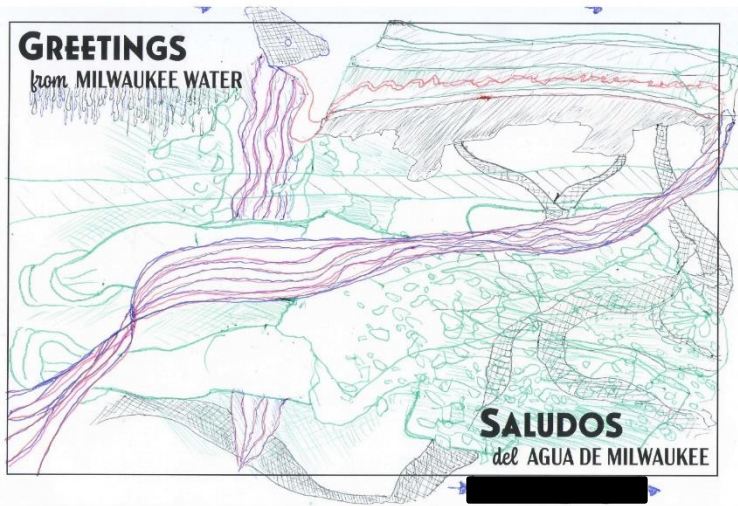 GREETINGS
from MILWAUKEE WATER
SALUDOS
del AGUA DE MILWAUKEE